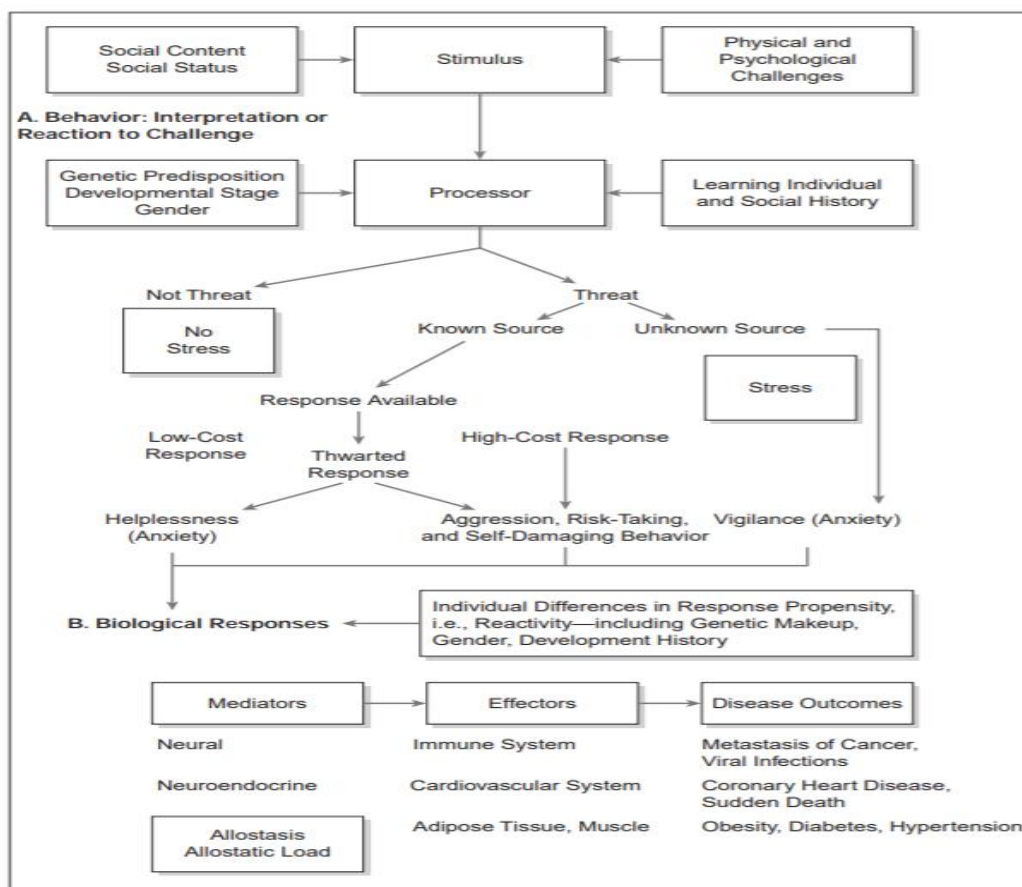 Social Content
Social Status
Stimulus
Physical and
Psychological
Challenges
A. Behavior: Interpretation or
Reaction to Challenge
Genetic Predisposition
Developmental Stage
Gender
Processor
Learning Individual
and Social History
Not Threat
Threat
No
Stress
Known Source
Unknown Source
Stress
Response Available
Low-Cost
Response
High-Cost Response
Thwarted
Response
Helplessness
(Anxiety)
Aggression, Risk-Taking,
and Self-Damaging Behavior
Vigilance (Anxiety)
B. Biological Responses
Individual Differences in Response Propensity,
i.e., Reactivity—including Genetic Makeup,
Gender, Development History
Mediators
Effectors
Disease Outcomes
Neural
Immune System
Metastasis of Cancer,
Viral Infections
Neuroendocrine
Cardiovascular System
Coronary Heart Disease,
Sudden Death
Allostasis
Allostatic Load
Adipose Tissue, Muscle
Obesity, Diabetes, Hypertension